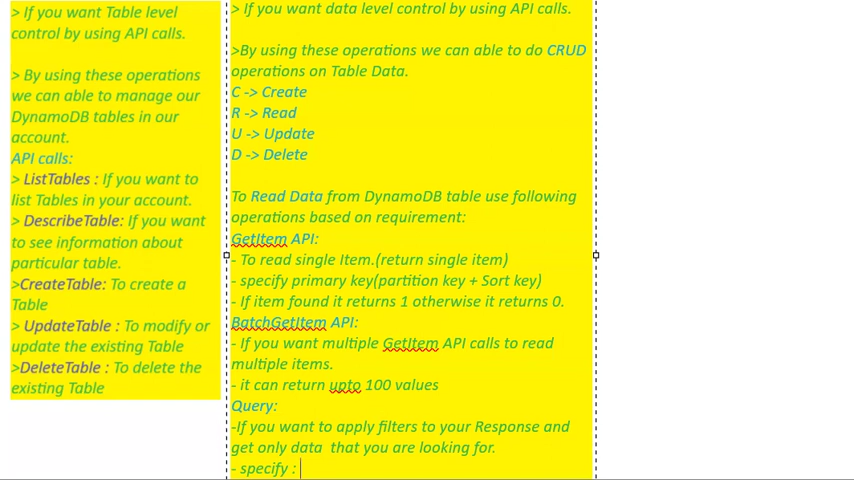 > If you want Table level
control by using API calls.
> By using these operations
we can able to manage our
DynamoDB tables in our
account.
API calls:
> ListTables : If you want to
list Tables in your account.
> DescribeTable: If you want
to see information about
particular table.
>CreateTable: To create a
Table
> UpdateTable : To modify or
update the existing Table
>DeleteTable : To delete the
existing Table
> If you want data level control by using API calls.
>By using these operations we can able to do CRUD
operations on Table Data.
C -> Create
R -> Read
U -> Update
D -> Delete
To Read Data from DynamoDB table use following
operations based on requirement:
GetItem API:
- To read single Item.(return single item)
- specify primary key(partition key + Sort key)
- If item found it returns 1 otherwise it returns 0.
BatchGetItem API:
- If you want multiple GetItem API calls to read
multiple items.
- it can return upto 100 values
Query:
-If you want to apply filters to your Response and
get only data  that you are looking for.
- specify :